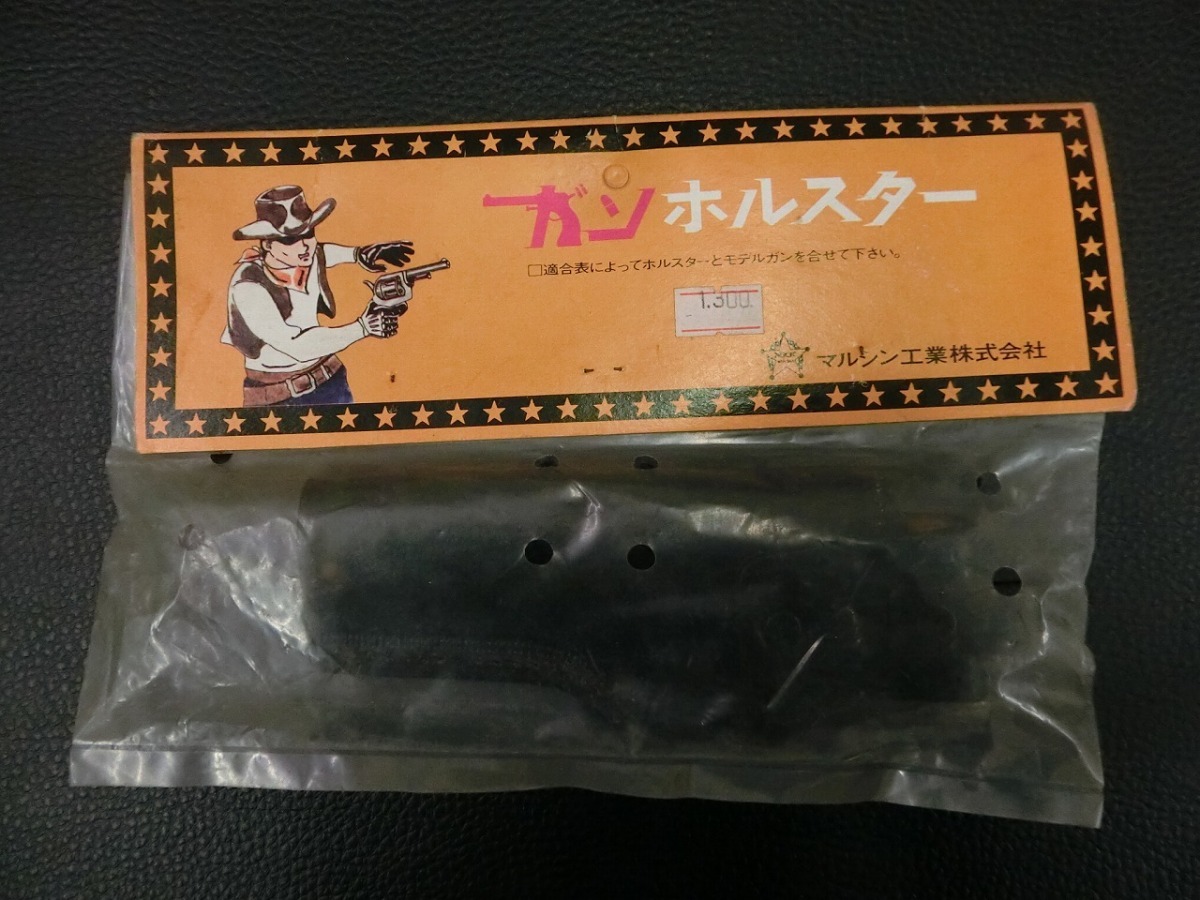 ガンホルスター
□適合表によってホルスターとモデルガンを合せて下さい。
1.300
マルシン工業株式会社